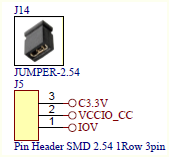 J14
JUMPER-2.54
J5
3 C3.3V
2 VCCIO_CC
1 IOV
Pin Header SMD 2.54 1Row 3pin